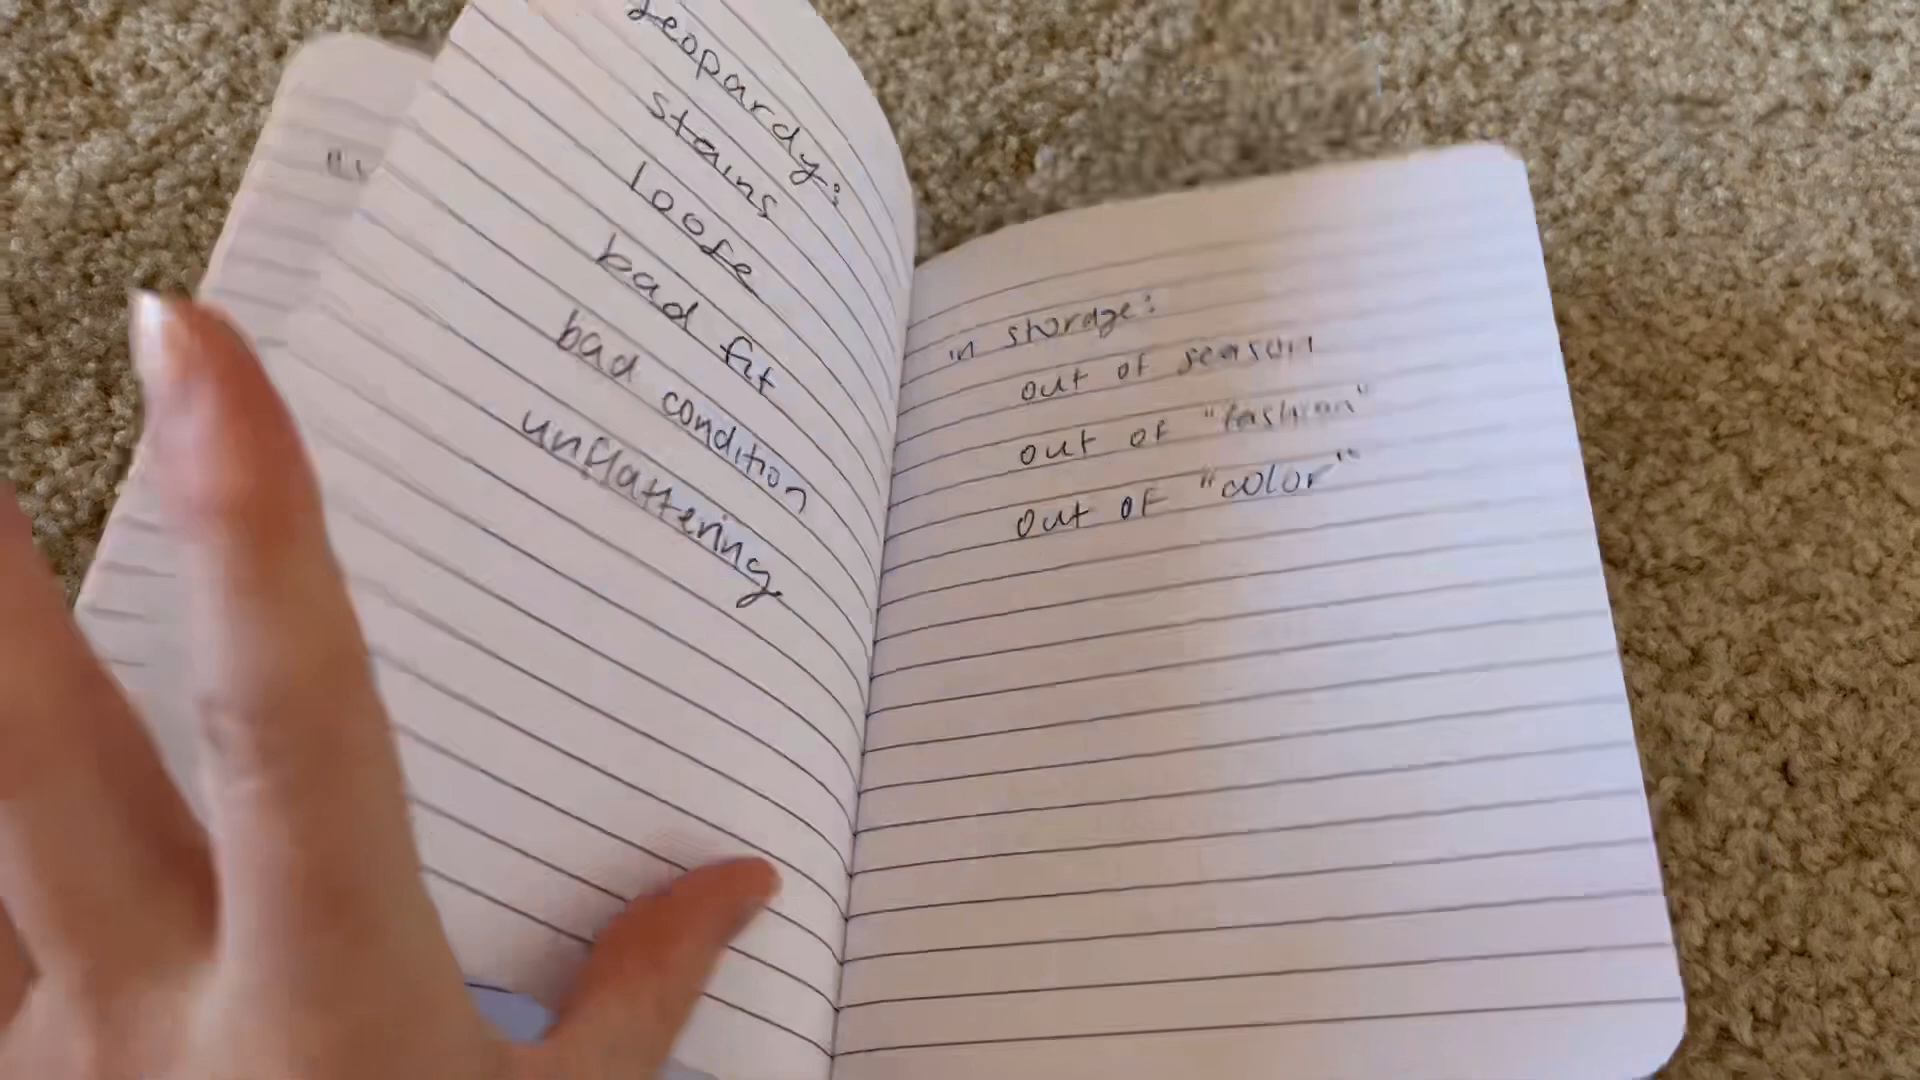 jeopardy:
stains
loose
bad fit
bad condition
unflattering
in storage:
out of season
out of "fashion"
out of "color"